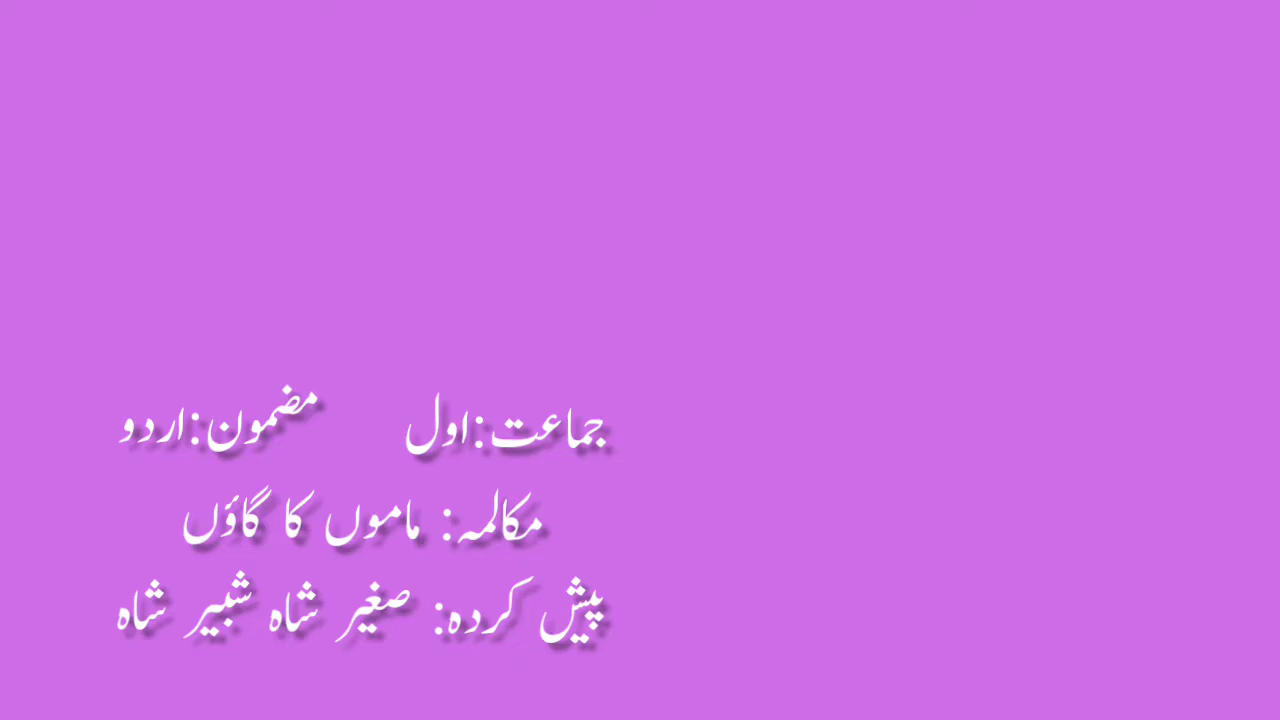 جماعت:اول مضمون:اردو
مکالمہ: ماموں کا گاؤں
پیش کردہ: صغیر شاہ شبیر شاہ